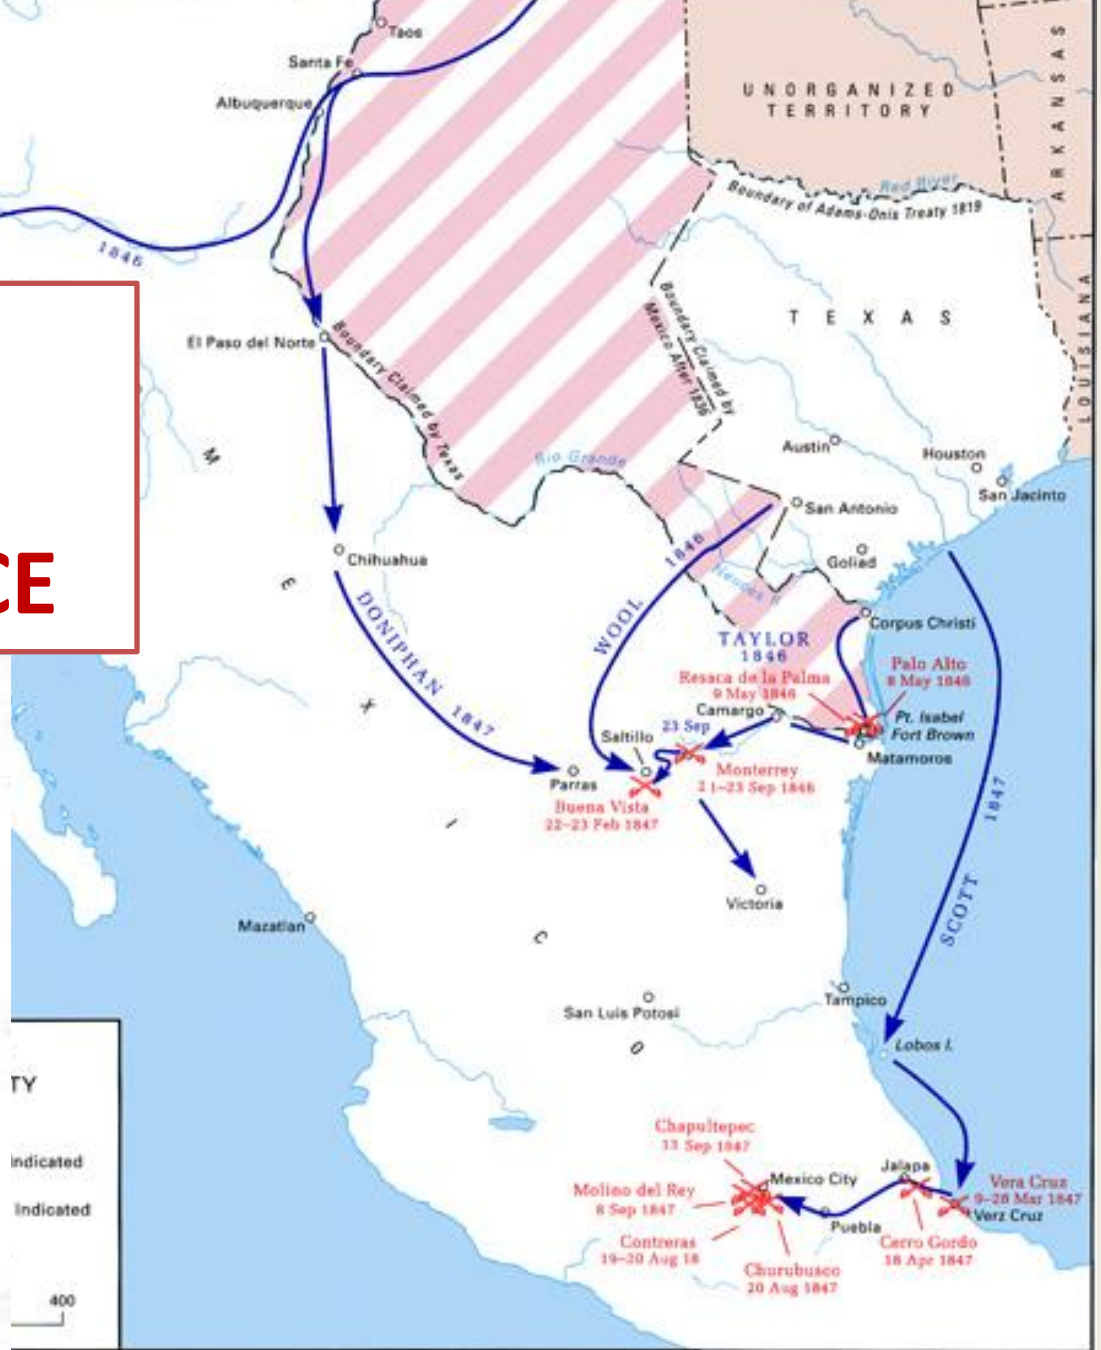 Taos
Santa Fe
Albuquerque
UNORGANIZED
TERRITORY
ARKANSAS
Red River
Boundary of Adams-Onis Treaty 1819
1846
LOUISIANA
TEXAS
Boundary Claimed by
Mexico After 1836
El Paso del Norte
Boundary Claimed by Texas
Rio Grande
Austin
Houston
San Jacinto
San Antonio
Goliad
CE
Chihuahua
1846
WOOL
Nueces R
Corpus Christi
DONIPHAN 1847
TAYLOR
1846
Palo Alto
8 May 1846
Resaca de la Palma
9 May 1846
Camargo
Pt. Isabel
Fort Brown
Matamoros
23 Sep
Saltillo
Monterrey
21-23 Sep 1846
Parras
Buena Vista
22-23 Feb 1847
SCOTT 1847
Victoria
MEXICO
Mazatlan
San Luis Potosi
Tampico
Lobos I.
TY
Indicated
Indicated
400
Chapultepec
13 Sep 1847
Mexico City
Jalapa
Molino del Rey
8 Sep 1847
Vera Cruz
9-28 Mar 1847
Verz Cruz
Puebla
Contreras
19-20 Aug 18
Cerro Gordo
18 Apr 1847
Churubusco
20 Aug 1847